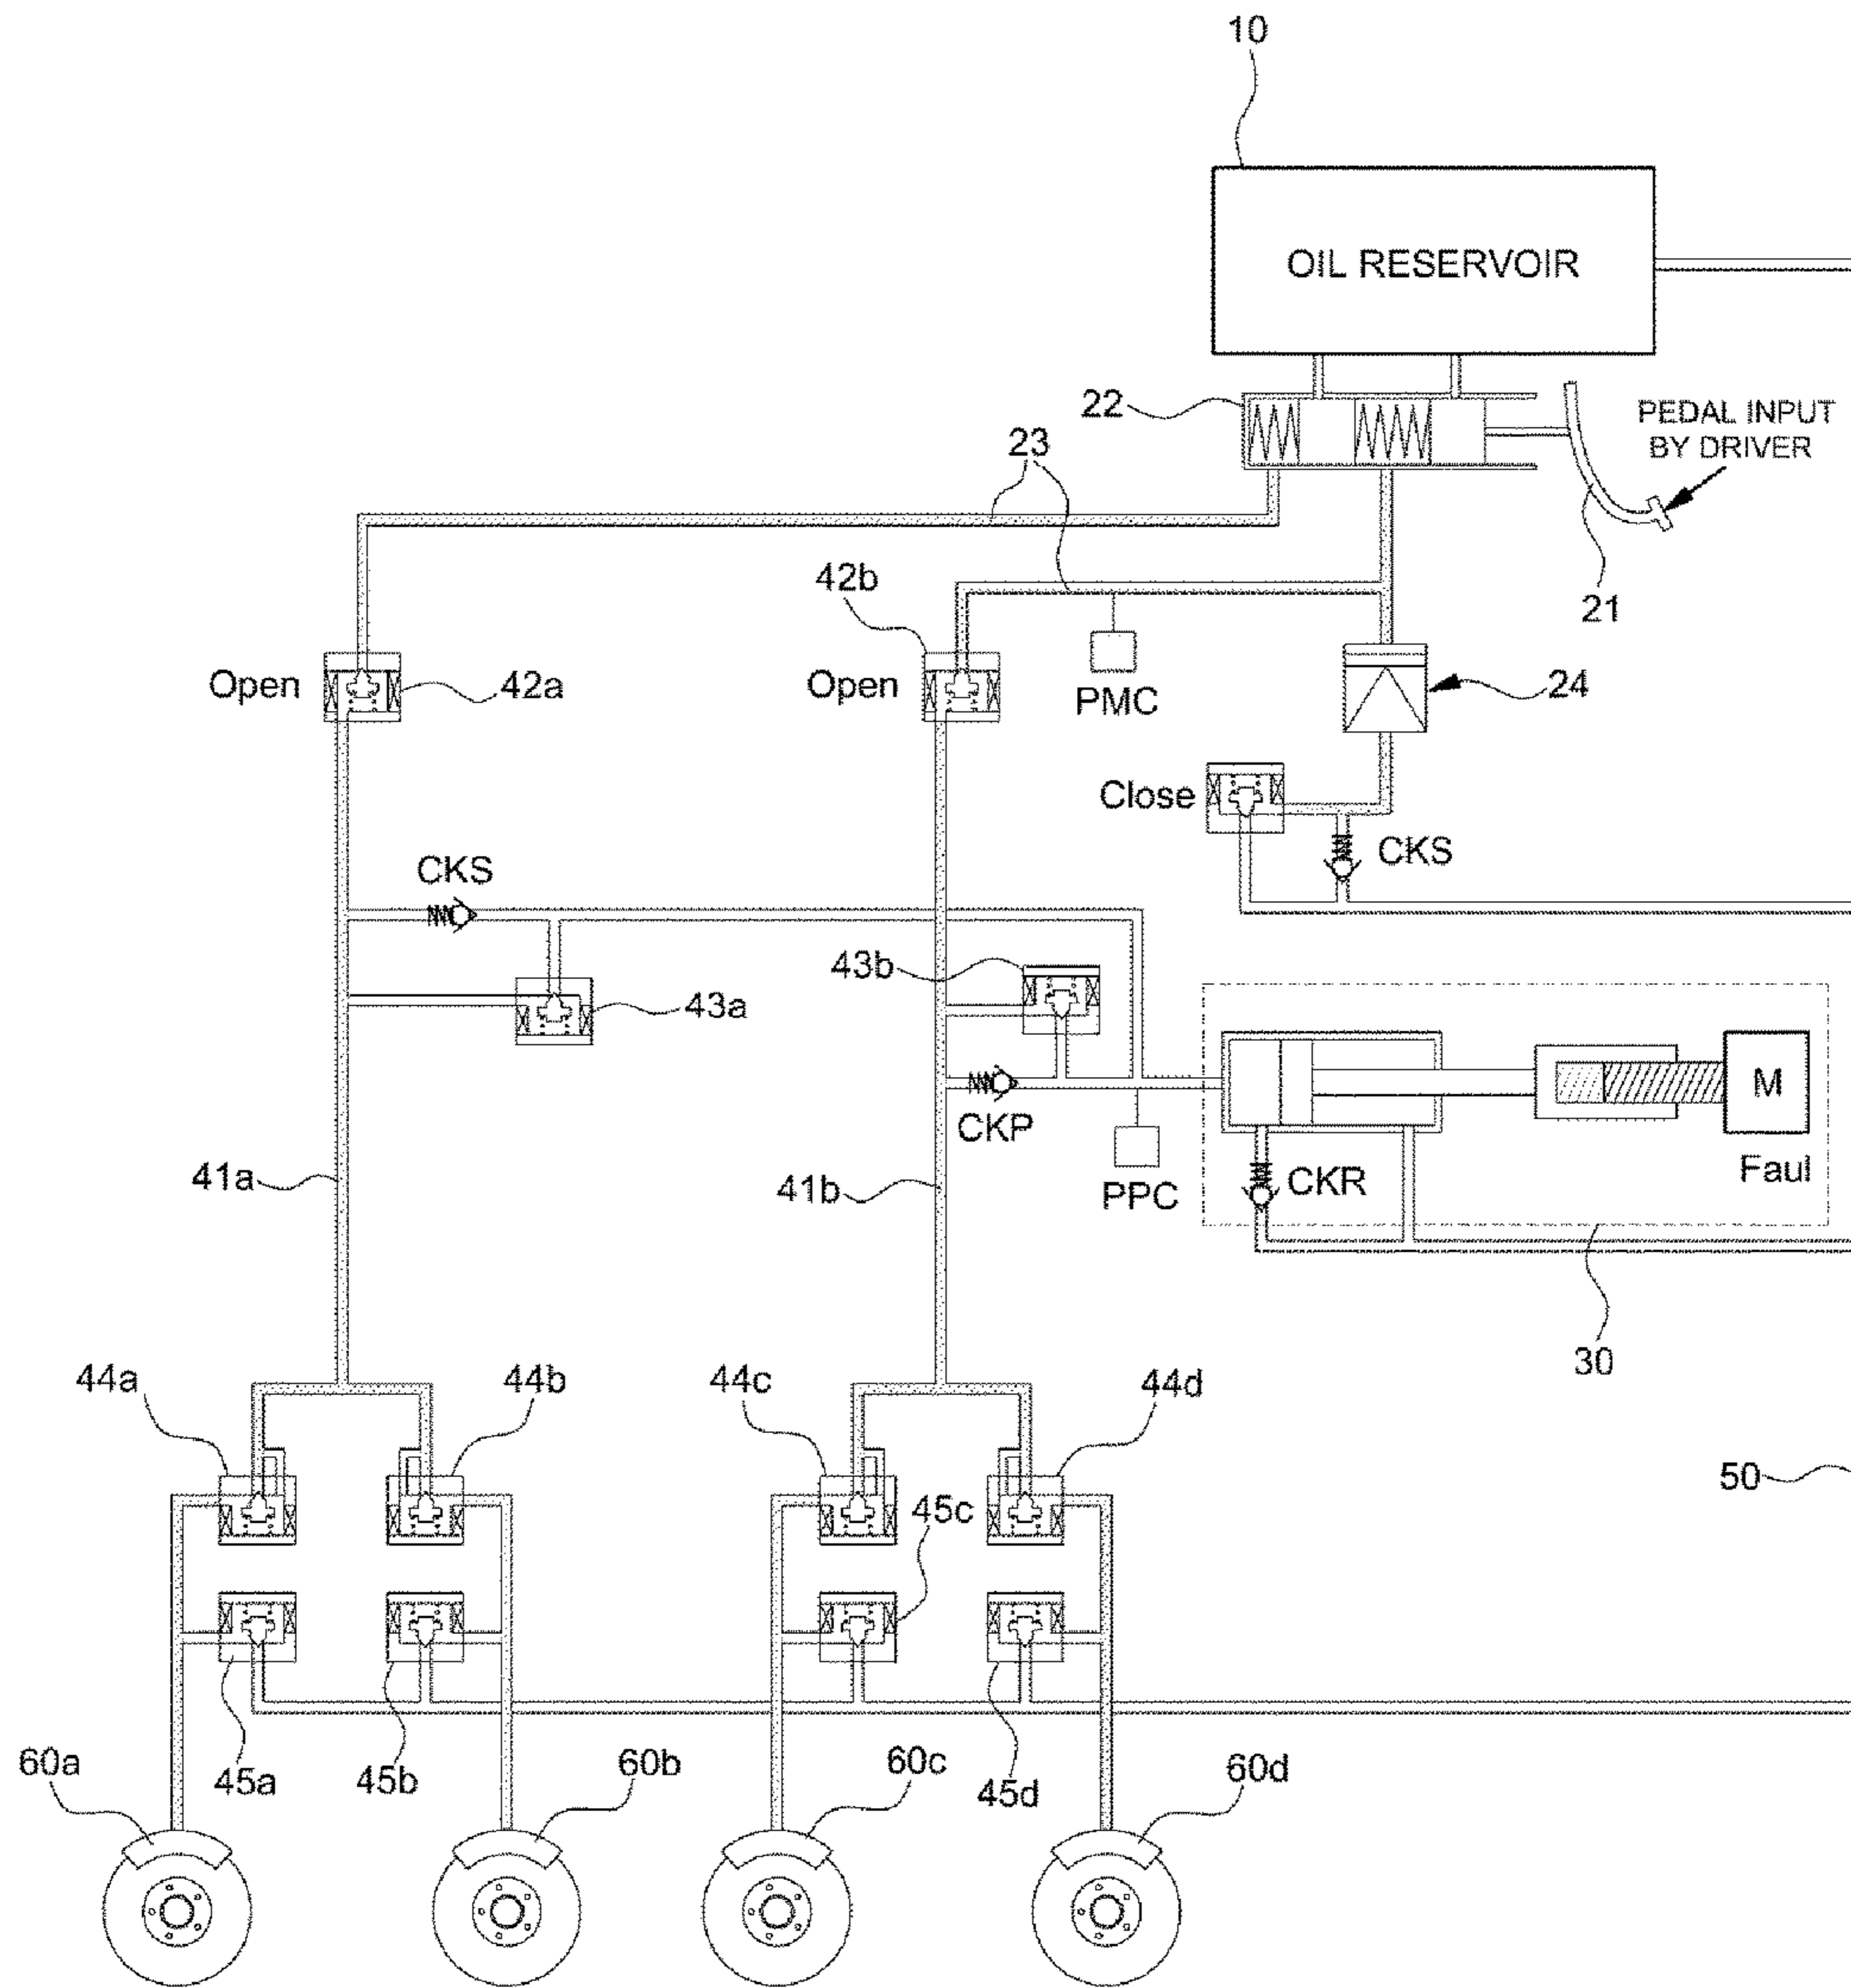 10
OIL RESERVOIR
22
PEDAL INPUT
BY DRIVER
23
21
42b
Open
42a
Open
PMC
24
Close
CKS
CKS
43b
43a
M
CKP
Faul
41a
41b
PPC
CKR
30
44a
44b
44c
44d
50
45c
60a
45a
45b
60b
60c
45d
60d